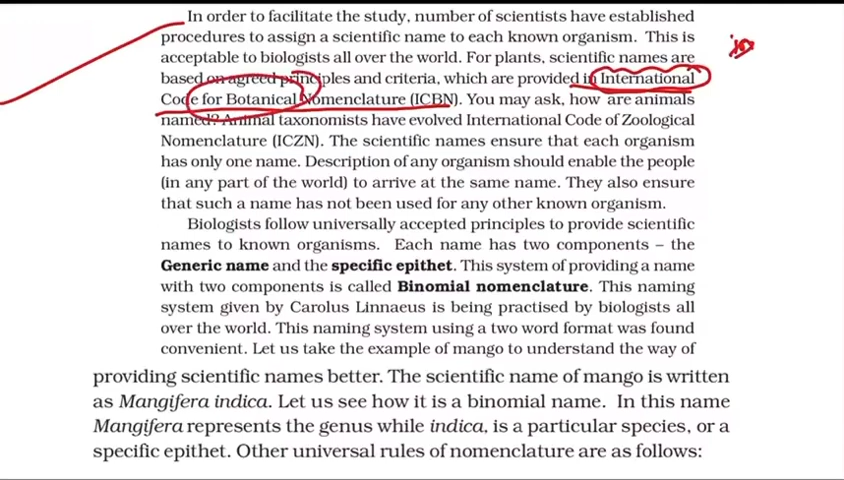 In order to facilitate the study, number of scientists have established
procedures to assign a scientific name to each known organism. This is
acceptable to biologists all over the world. For plants, scientific names are
based on agreed principles and criteria, which are provided in International
Code for Botanical Nomenclature (ICBN). You may ask, how are animals
named? Animal taxonomists have evolved International Code of Zoological
Nomenclature (ICZN). The scientific names ensure that each organism
has only one name. Description of any organism should enable the people
(in any part of the world) to arrive at the same name. They also ensure
that such a name has not been used for any other known organism.
Biologists follow universally accepted principles to provide scientific
names to known organisms. Each name has two components – the
Generic name and the specific epithet. This system of providing a name
with two components is called Binomial nomenclature. This naming
system given by Carolus Linnaeus is being practised by biologists all
over the world. This naming system using a two word format was found
convenient. Let us take the example of mango to understand the way of
providing scientific names better. The scientific name of mango is written
as Mangifera indica. Let us see how it is a binomial name. In this name
Mangifera represents the genus while indica, is a particular species, or a
specific epithet. Other universal rules of nomenclature are as follows: